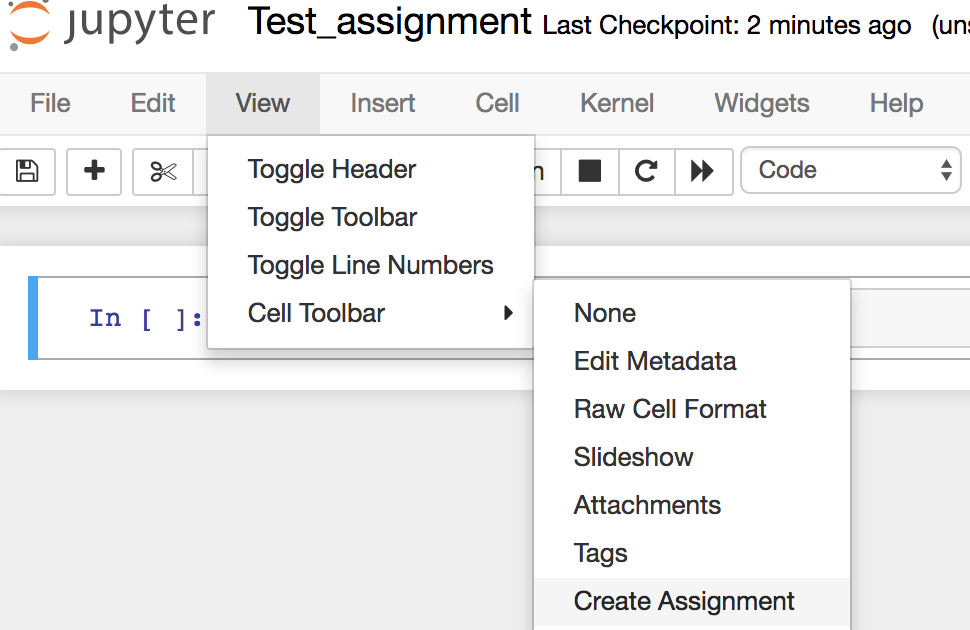 jupyter Test_assignment Last Checkpoint: 2 minutes ago
File Edit View Insert Cell Kernel Widgets Help
Code
Toggle Header
Toggle Toolbar
Toggle Line Numbers
Cell Toolbar
In [ ]:
None
Edit Metadata
Raw Cell Format
Slideshow
Attachments
Tags
Create Assignment